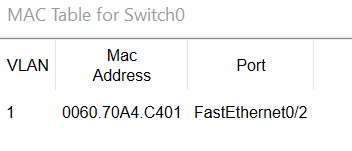 MAC Table for Switch0
VLAN Mac Address Port
1 0060.70A4.C401 FastEthernet0/2